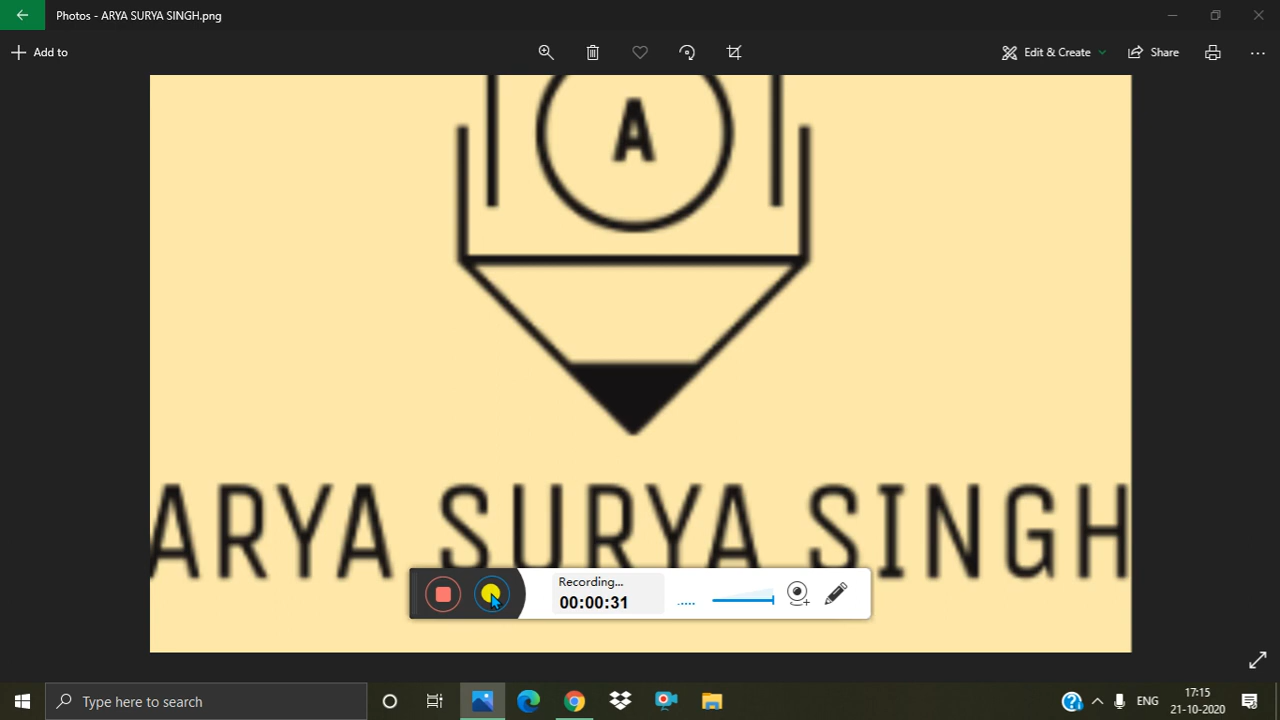 Photos - ARYA SURYA SINGH.png
Add to
Edit & Create
Share
A
ARYA SURYA SINGH
Recording...
00:00:31
Type here to search
ENG
17:15
21-10-2020